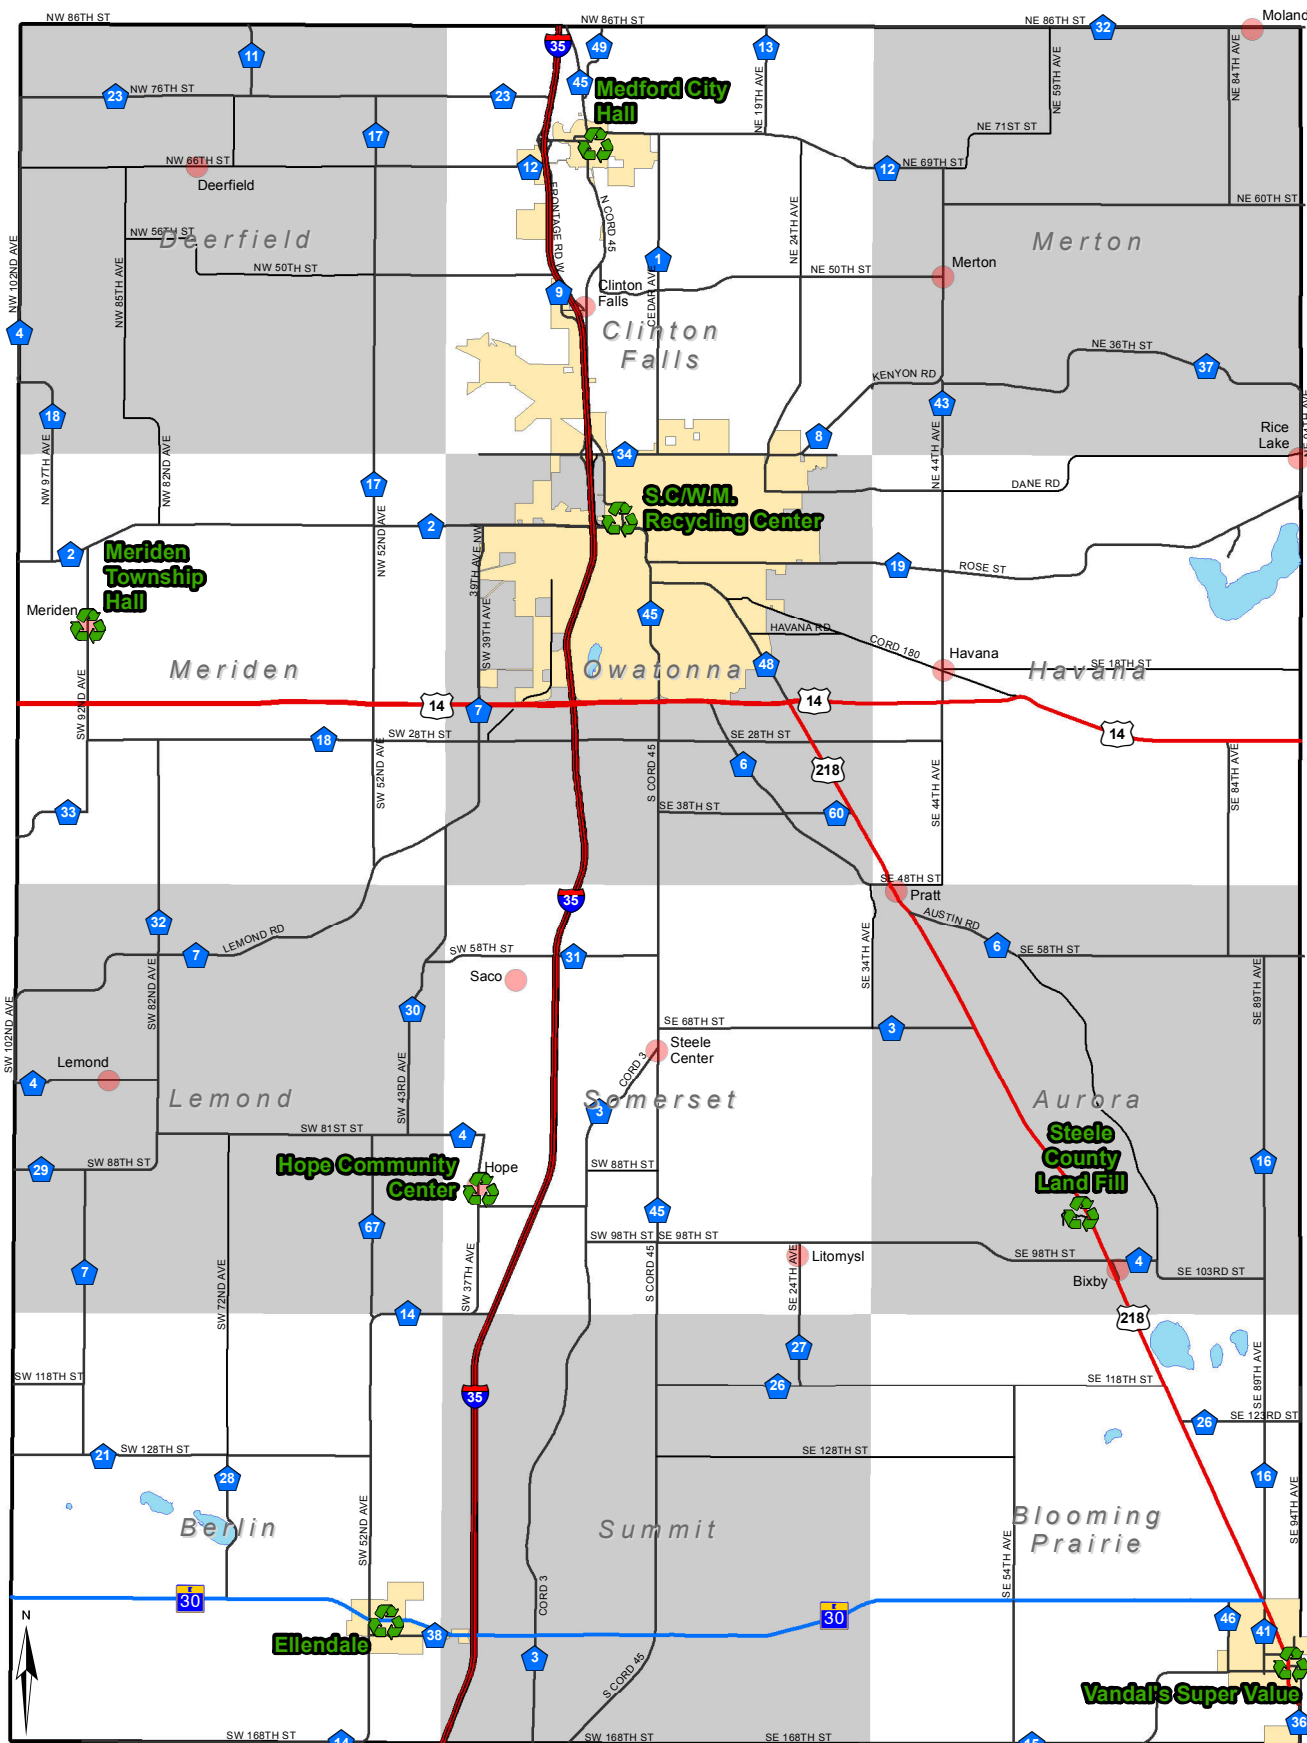 NW 86TH ST
NW 86TH ST
NE 86TH ST
32
Moland
11
35
49
13
45
23
NW 76TH ST
23
Medford City
Hall
NE 19TH AVE
NE 59TH AVE
NE 84TH AVE
17
NE 71ST ST
NW 66TH ST
12
12
NE 69TH ST
Deerfield
NE 60TH ST
FRONTAGE RD W
N CORD 45
NE 24TH AVE
NW 56TH ST
Deerfield
Merton
NW 102ND AVE
NW 85TH AVE
NW 50TH ST
1
NE 50TH ST
Merton
9
Clinton
Falls
CEDAR AVE
4
Clinton
Falls
NE 36TH ST
37
KENYON RD
18
43
8
Rice
Lake
NE 94TH AVE
34
NW 97TH AVE
NW 82ND AVE
NE 44TH AVE
17
DANE RD
S.C/W.M.
Recycling Center
2
NW 52ND AVE
39TH AVE NW
2
Meriden
Township
Hall
19
ROSE ST
Meriden
45
SW 39TH AVE
HAVANA RD
CORD 180
Havana
48
SE 18TH ST
Meriden
Owatonna
Havana
SW 92ND AVE
14
7
14
14
18
SW 28TH ST
SE 28TH ST
6
218
SW 52ND AVE
S CORD 45
SE 44TH AVE
SE 84TH AVE
33
SE 38TH ST
60
SE 48TH ST
35
Pratt
32
AUSTIN RD
LEMOND RD
7
SW 58TH ST
31
6
SE 58TH ST
Saco
SE 34TH AVE
SW 82ND AVE
SE 89TH AVE
30
SW 102ND AVE
SE 68TH ST
3
Steele
Center
Lemond
4
CORD 3
SW 43RD AVE
Lemond
3
Somerset
Aurora
SW 81ST ST
4
Steele
County
Land Fill
29
SW 88TH ST
Hope Community
Center
Hope
SW 88TH ST
16
67
45
SW 98TH ST
SE 98TH ST
SE 98TH ST
4
Litomysl
SE 103RD ST
Bixby
7
SW 72ND AVE
SW 37TH AVE
S CORD 45
SE 24TH AVE
14
218
27
SW 118TH ST
35
26
SE 118TH ST
SE 89TH AVE
26
SE 123RD ST
21
SW 128TH ST
SE 128TH ST
28
16
SW 52ND AVE
SE 94TH AVE
Berlin
Summit
Blooming
Prairie
SE 54TH AVE
30
CORD 3
30
N
46
41
Ellendale
38
3
S CORD 45
Vandal's Super Value
36
SW 168TH ST
14
SW 168TH ST
SE 168TH ST
15